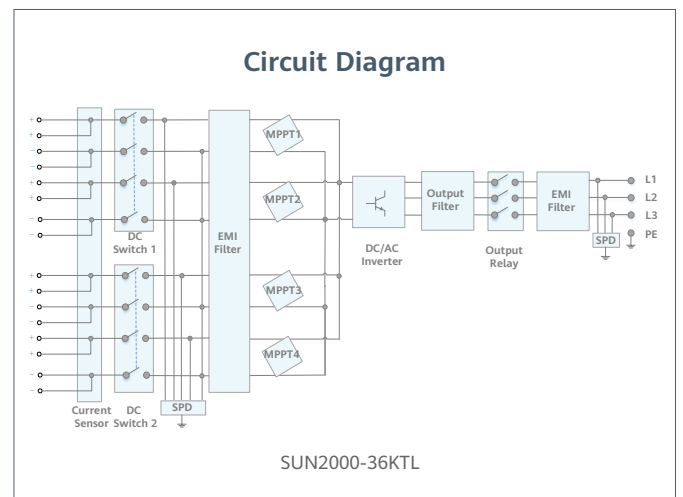 Circuit Diagram
+
+
−
−
+
+
−
−
+
+
−
−
+
+
−
−
DC
Switch 1
EMI
Filter
MPPT1
MPPT2
MPPT3
MPPT4
DC/AC
Inverter
Output
Filter
Output
Relay
EMI
Filter
L1
L2
L3
PE
SPD
Current
Sensor
DC
Switch 2
SPD
SUN2000-36KTL